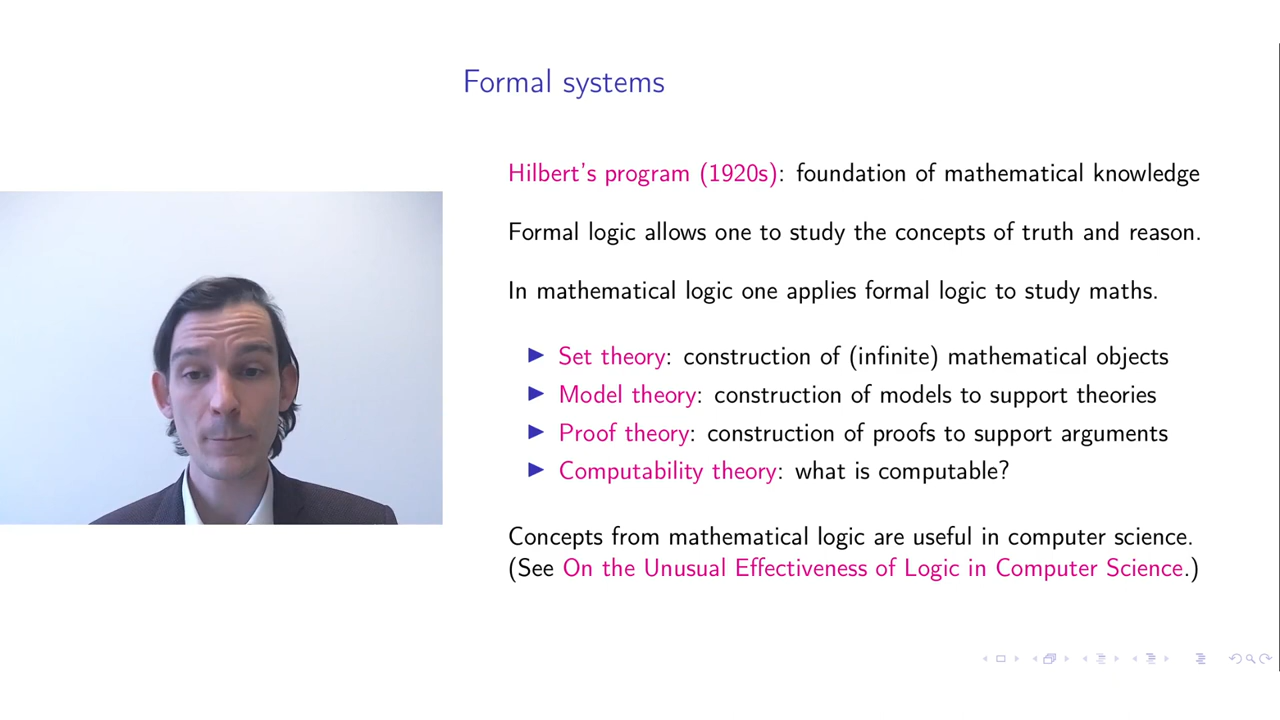 Formal systems
Hilbert's program (1920s): foundation of mathematical knowledge
Formal logic allows one to study the concepts of truth and reason.
In mathematical logic one applies formal logic to study maths.
▶ Set theory: construction of (infinite) mathematical objects
▶ Model theory: construction of models to support theories
▶ Proof theory: construction of proofs to support arguments
▶ Computability theory: what is computable?
Concepts from mathematical logic are useful in computer science.
(See On the Unusual Effectiveness of Logic in Computer Science.)